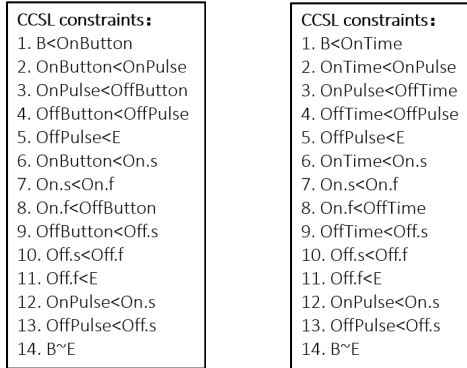 CCSL constraints：
1. B<OnButton
2. OnButton<OnPulse
3. OnPulse<OffButton
4. OffButton<OffPulse
5. OffPulse<E
6. OnButton<On.s
7. On.s<On.f
8. On.f<OffButton
9. OffButton<Off.s
10. Off.s<Off.f
11. Off.f<E
12. OnPulse<On.s
13. OffPulse<Off.s
14. B~E
CCSL constraints：
1. B<OnTime
2. OnTime<OnPulse
3. OnPulse<OffTime
4. OffTime<OffPulse
5. OffPulse<E
6. OnTime<On.s
7. On.s<On.f
8. On.f<OffTime
9. OffTime<Off.s
10. Off.s<Off.f
11. Off.f<E
12. OnPulse<On.s
13. OffPulse<Off.s
14. B~E